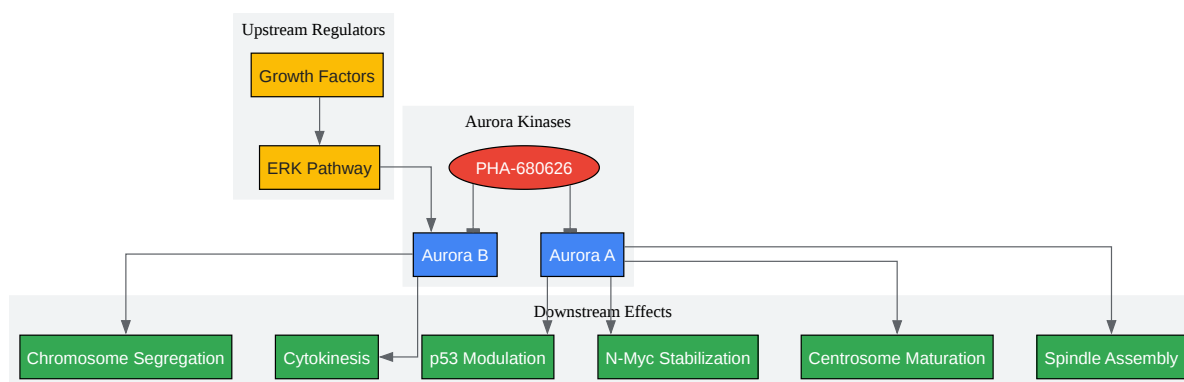 Upstream Regulators
Growth Factors
Aurora Kinases
ERK Pathway
PHA-680626
Aurora B
Aurora A
Downstream Effects
Chromosome Segregation
Cytokinesis
p53 Modulation
N-Myc Stabilization
Centrosome Maturation
Spindle Assembly